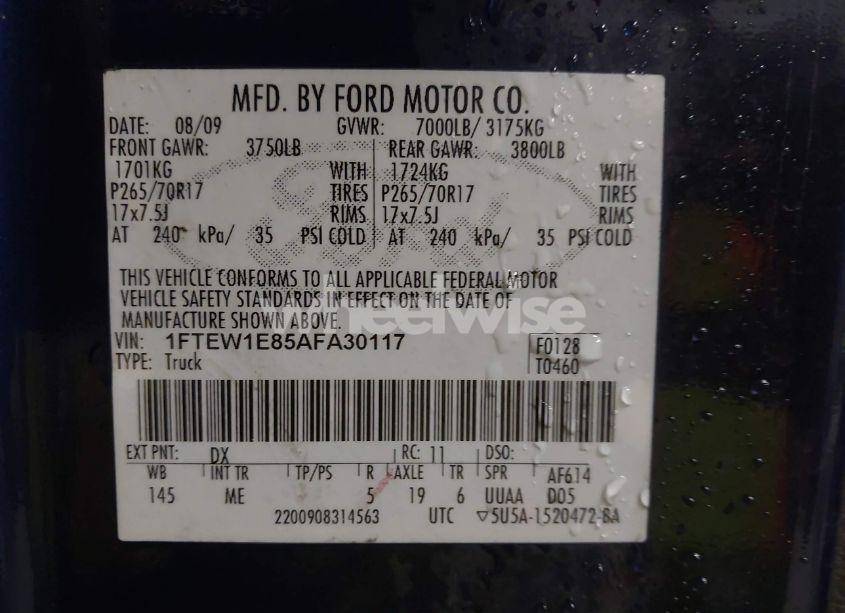 MFD. BY FORD MOTOR CO.
DATE: 08/09 GVWR: 7000LB/ 3175KG
FRONT GAWR: 3750LB REAR GAWR: 3800LB
1701KG WITH 1724KG WITH
P265/70R17 TIRES P265/70R17 TIRES
17x7.5J RIMS 17x7.5J RIMS
AT 240 kPa/ 35 PSI COLD AT 240 kPa/ 35 PSI COLD
THIS VEHICLE CONFORMS TO ALL APPLICABLE FEDERAL MOTOR
VEHICLE SAFETY STANDARDS IN EFFECT ON THE DATE OF
MANUFACTURE SHOWN ABOVE.
wheelwise
VIN: 1FTEW1E85AFA30117 F0128
TYPE: Truck T0460
EXT PNT: DX RC: 11 DSO:
WB INT TR TP/PS R AXLE TR SPR AF614
145 ME 5 19 6 UUAA D05
2200908314563 UTC ▽5U5A-1520472-BA